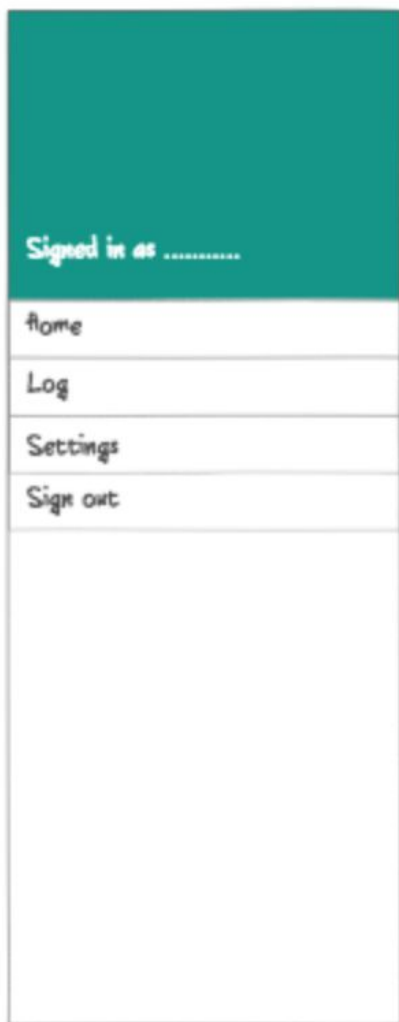 Signed in as ...........
Home
Log
Settings
Sign out